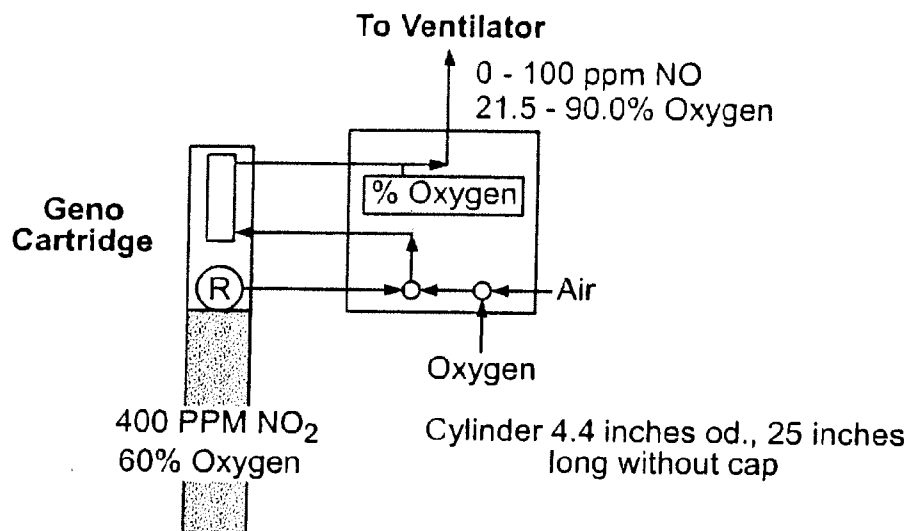 To Ventilator
0 - 100 ppm NO
21.5 - 90.0% Oxygen
% Oxygen
Geno
Cartridge
R
Air
Oxygen
400 PPM NO₂
60% Oxygen
Cylinder 4.4 inches od., 25 inches
long without cap